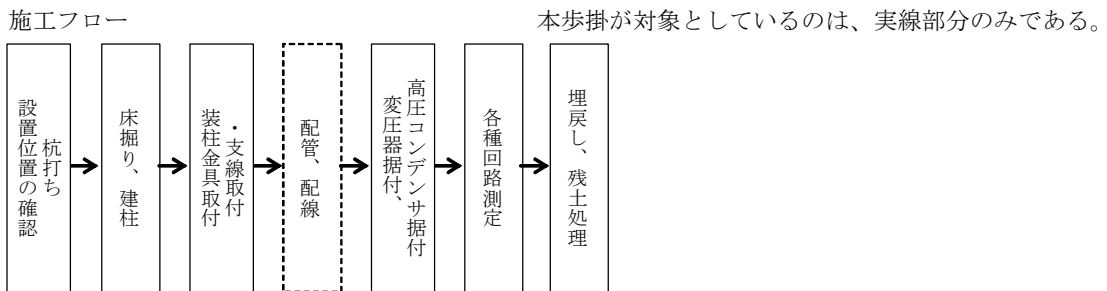 施工フロー
本歩掛が対象としているのは、実線部分のみである。
設置位置の確認
杭打ち
床掘り、建柱
装柱金具取付
・支線取付
配管、配線
変圧器据付、
高圧コンデンサ据付
各種回路測定
埋戻し、残土処理